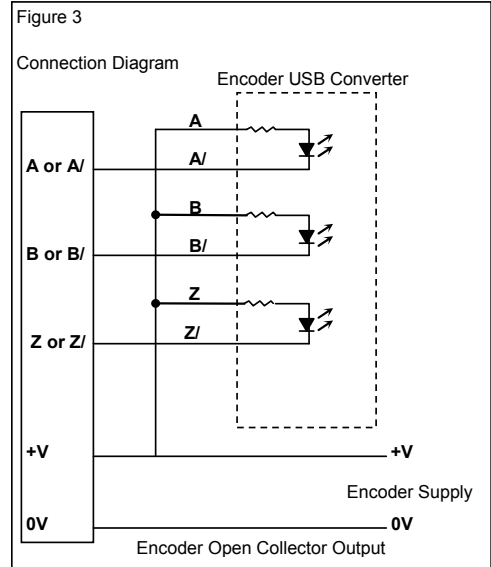 Figure 3
Connection Diagram
Encoder USB Converter
A
A or A/
A/
B
B or B/
B/
Z
Z or Z/
Z/
+V
+V
Encoder Supply
0V
0V
Encoder Open Collector Output